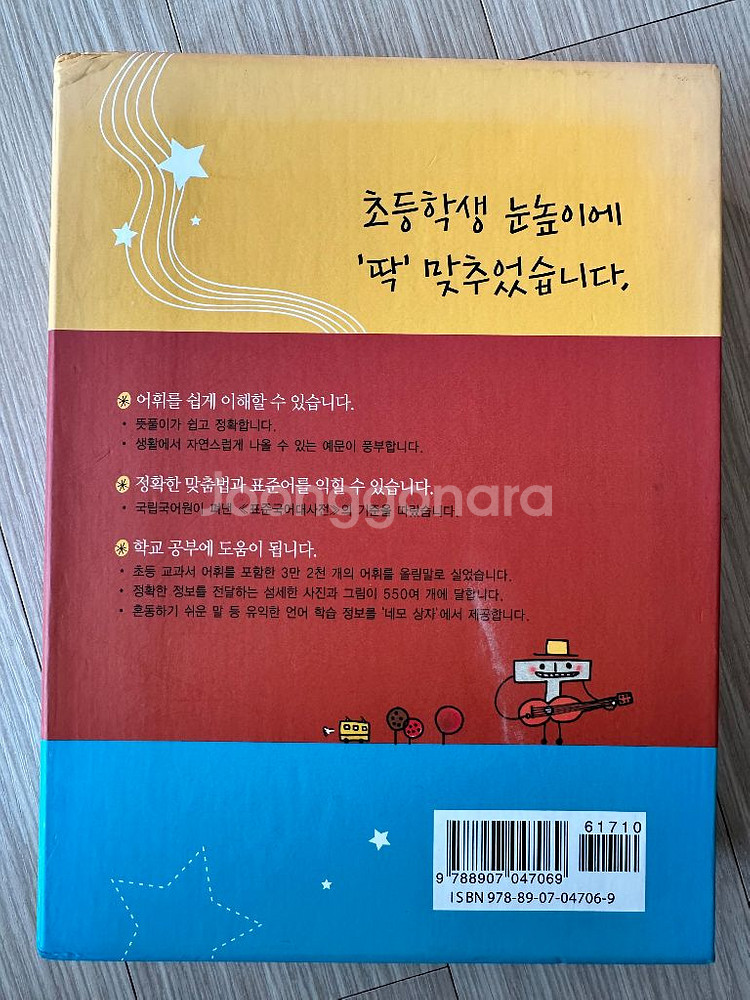 초등학생 눈높이에
'딱' 맞추었습니다.
어휘를 쉽게 이해할 수 있습니다.
• 뜻풀이가 쉽고 정확합니다.
• 생활에서 자연스럽게 나올 수 있는 예문이 풍부합니다.
정확한 맞춤법과 표준어를 익힐 수 있습니다.
Joonggonara
• 국립국어원이 펴낸 <표준국어대사전>의 기준을 따랐습니다.
학교 공부에 도움이 됩니다.
• 초등 교과서 어휘를 포함한 3만 2천 개의 어휘를 올림말로 실었습니다.
• 정확한 정보를 전달하는 섬세한 사진과 그림이 550여 개에 달합니다.
• 혼동하기 쉬운 말 등 유익한 언어 학습 정보를 '네모 상자'에서 제공합니다.
61710
9 788907 047069
ISBN 978-89-07-04706-9